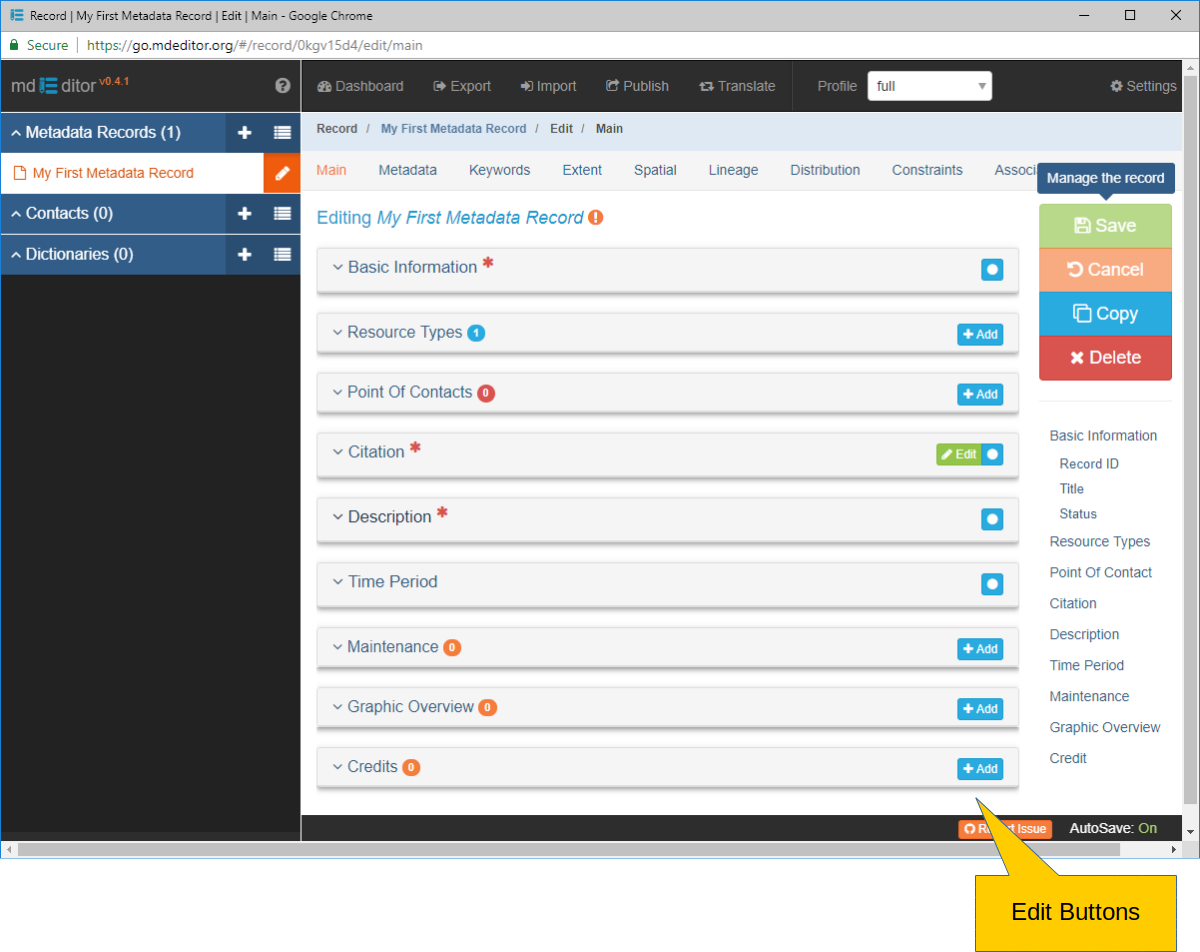 Record | My First Metadata Record | Edit | Main - Google Chrome
Secure | https://go.mdeditor.org/#/record/0kgv15d4/edit/main
md ditor v0.4.1 Dashboard Export Import Publish Translate Profile full Settings
Metadata Records (1)
Record / My First Metadata Record / Edit / Main
My First Metadata Record
Main Metadata Keywords Extent Spatial Lineage Distribution Constraints Associ
Manage the record
Contacts (0)
Dictionaries (0)
Editing My First Metadata Record
Save
Cancel
Copy
Delete
Basic Information *
Resource Types 1 + Add
Point Of Contacts 0 + Add
Citation * Edit
Description *
Time Period
Maintenance 0 + Add
Graphic Overview 0 + Add
Credits 0 + Add
Basic Information
Record ID
Title
Status
Resource Types
Point Of Contact
Citation
Description
Time Period
Maintenance
Graphic Overview
Credit
Issue AutoSave: On
Edit Buttons